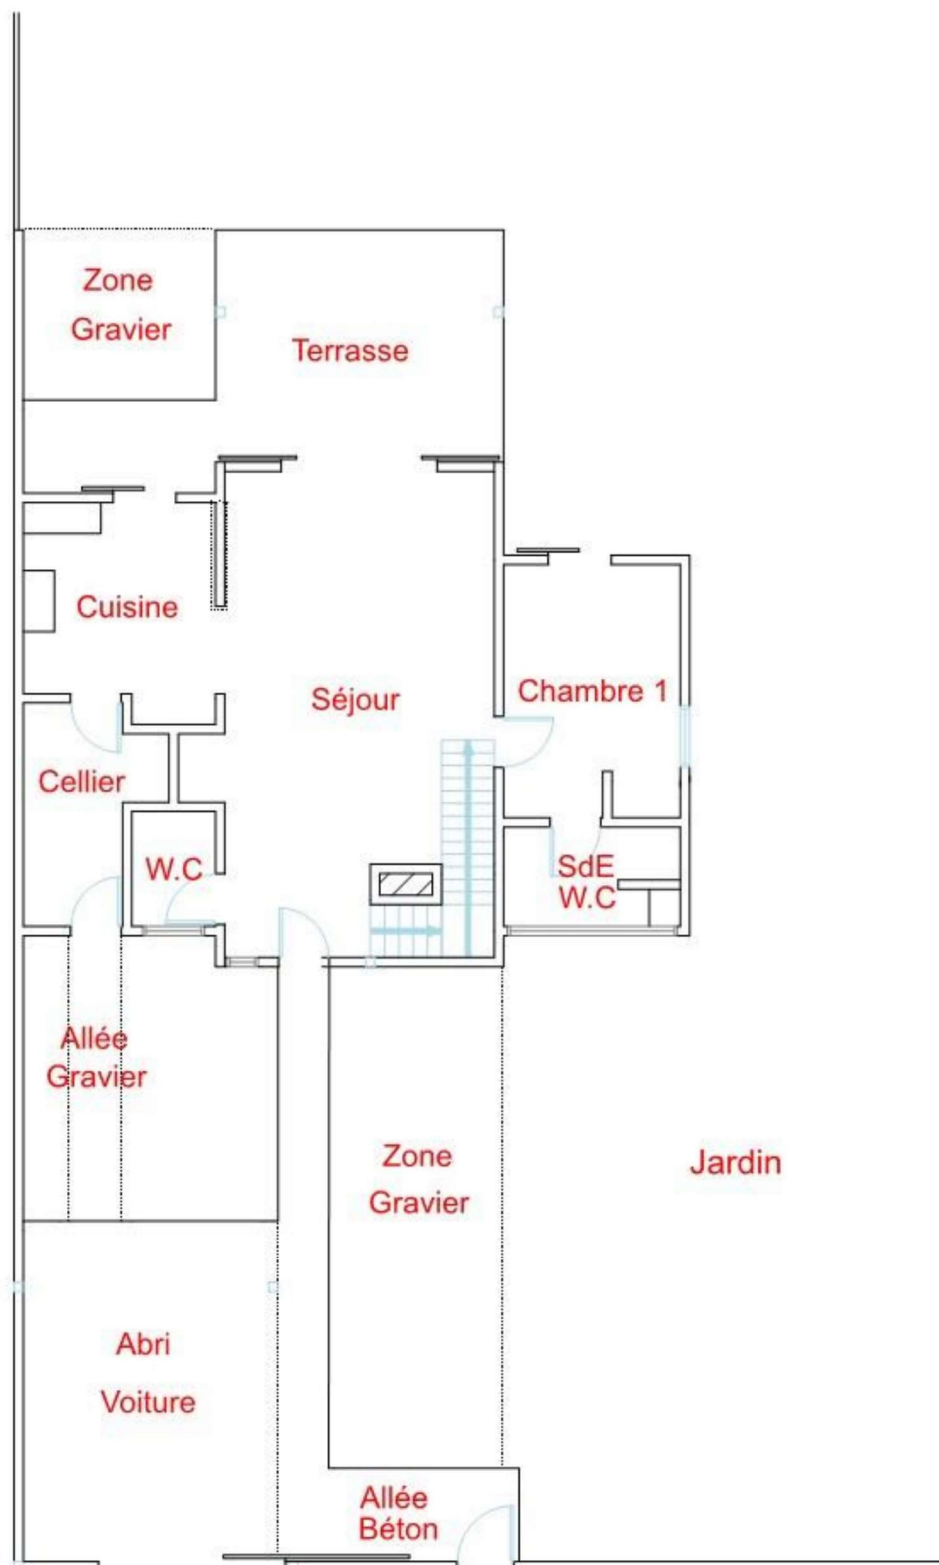 Zone
Gravier
Terrasse
Cuisine
Séjour
Chambre 1
Cellier
W.C
SdE
W.C
Allée
Gravier
Zone
Gravier
Jardin
Abri
Voiture
Allée
Béton